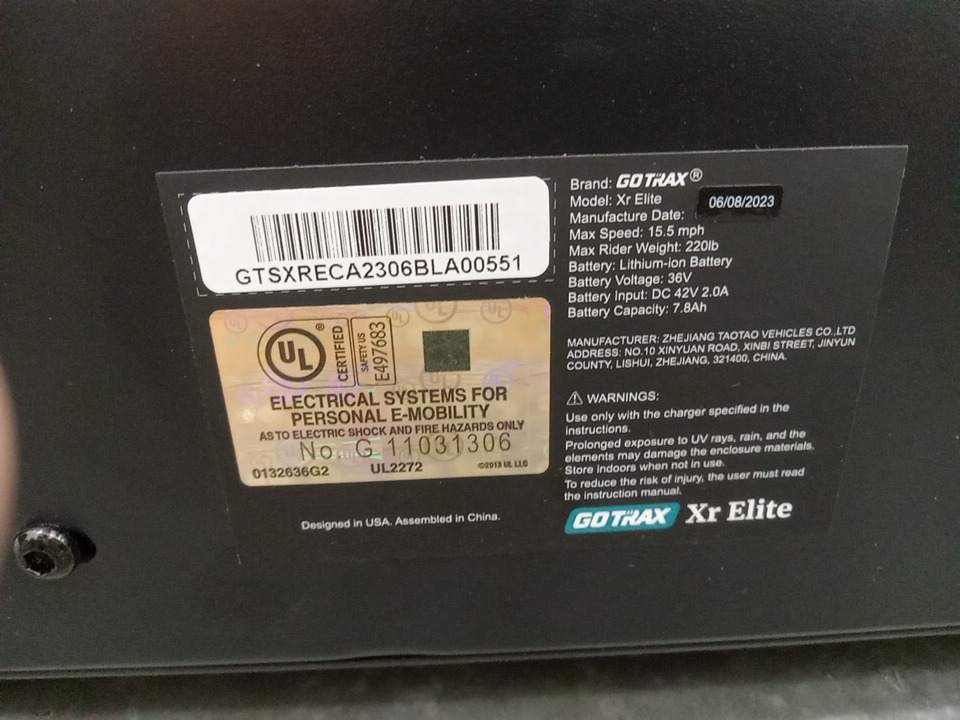 GTSXRECA2306BLA00551
UL ®
CERTIFIED
SAFETY US
E497683
ELECTRICAL SYSTEMS FOR
PERSONAL E-MOBILITY
AS TO ELECTRIC SHOCK AND FIRE HAZARDS ONLY
No. G 11031306
0132636G2 UL2272 ©2013 UL LLC
Designed in USA. Assembled in China.
Brand: GOTRAX®
Model: Xr Elite
Manufacture Date: 06/08/2023
Max Speed: 15.5 mph
Max Rider Weight: 220lb
Battery: Lithium-ion Battery
Battery Voltage: 36V
Battery Input: DC 42V 2.0A
Battery Capacity: 7.8Ah
MANUFACTURER: ZHEJIANG TAOTAO VEHICLES CO.,LTD
ADDRESS: NO.10 XINYUAN ROAD, XINBI STREET, JINYUN
COUNTY, LISHUI, ZHEJIANG, 321400, CHINA.
⚠ WARNINGS:
Use only with the charger specified in the
instructions.
Prolonged exposure to UV rays, rain, and the
elements may damage the enclosure materials.
Store indoors when not in use.
To reduce the risk of injury, the user must read
the instruction manual.
GOTRAX Xr Elite